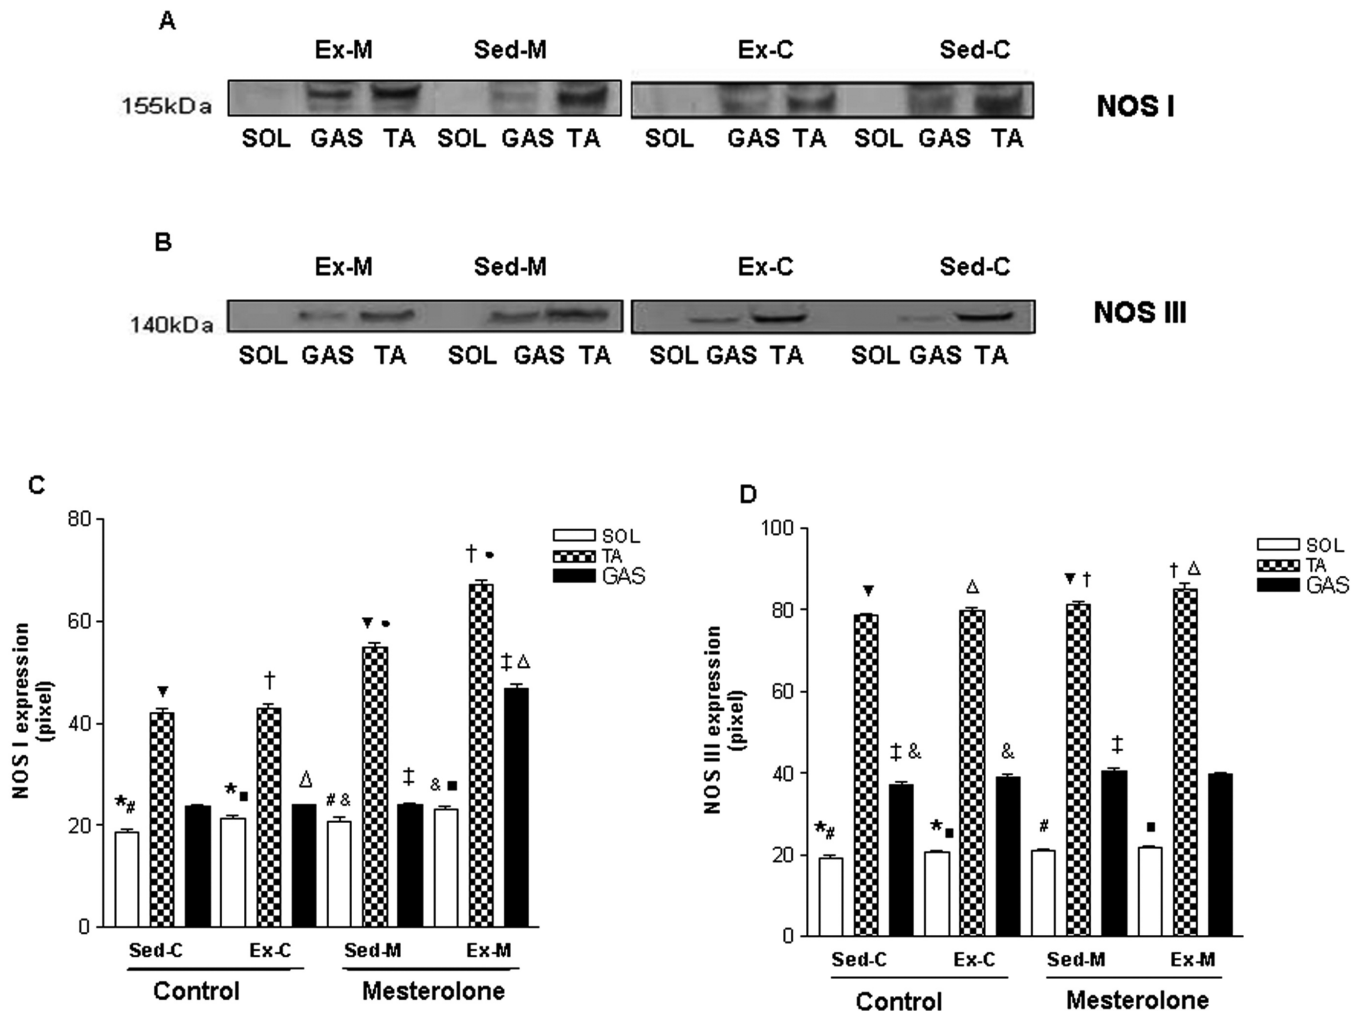 A
Ex-M Sed-M Ex-C Sed-C
155kDa
NOS I
SOL GAS TA SOL GAS TA SOL GAS TA SOL GAS TA
B
Ex-M Sed-M Ex-C Sed-C
140kDa
NOS III
SOL GAS TA SOL GAS TA SOL GAS TA SOL GAS TA
C
NOS I expression
(pixel)
80
60
40
20
0
SOL
TA
GAS
*# ▼ *■ † Δ # & ▼ • ‡ & ■ † • ‡ Δ
Sed-C Ex-C Sed-M Ex-M
Control Mesterolone
D
NOS III expression
(pixel)
100
80
60
40
20
0
SOL
TA
GAS
*# ▼ ‡ & *■ Δ & # ▼ † ‡ ■ † Δ
Sed-C Ex-C Sed-M Ex-M
Control Mesterolone